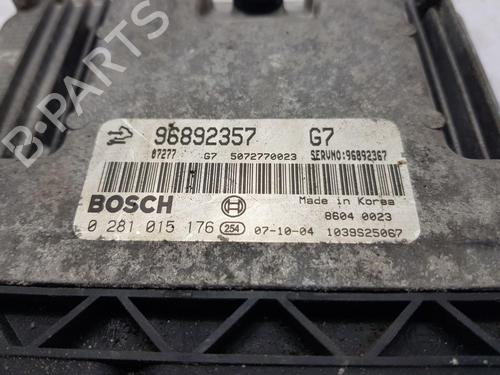 96892357 G7
07277 G7 5072770023 SERVNO:96892367
BOSCH
Made in Korea
8604 0023
0 281 015 176 254 07-10-04 1039S25067
B-PARTS